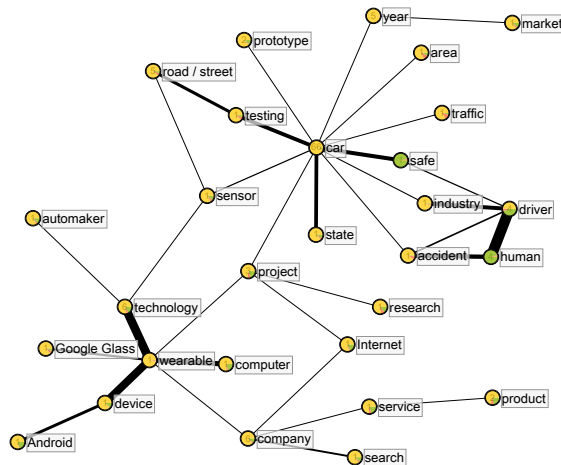 year
market
prototype
area
road / street
testing
traffic
car
safe
sensor
industry
driver
automaker
state
accident
human
project
technology
research
Internet
Google Glass
wearable
computer
device
service
product
Android
company
search